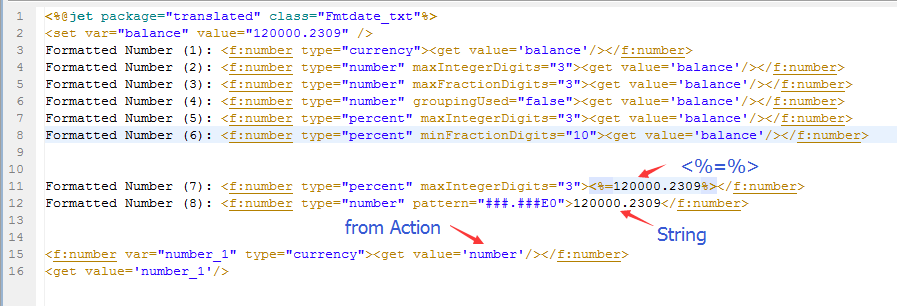 1 <%@jet package="translated" class="Fmtdate_txt"%>
2 <set var="balance" value="120000.2309" />
3 Formatted Number (1): <f:number type="currency"><get value='balance'/></f:number>
4 Formatted Number (2): <f:number type="number" maxIntegerDigits="3"><get value='balance'/></f:number>
5 Formatted Number (3): <f:number type="number" maxFractionDigits="3"><get value='balance'/></f:number>
6 Formatted Number (4): <f:number type="number" groupingUsed="false"><get value='balance'/></f:number>
7 Formatted Number (5): <f:number type="percent" maxIntegerDigits="3"><get value='balance'/></f:number>
8 Formatted Number (6): <f:number type="percent" minFractionDigits="10"><get value='balance'/></f:number>
9
10
<%=%>
11 Formatted Number (7): <f:number type="percent" maxIntegerDigits="3"><%=120000.2309%></f:number>
12 Formatted Number (8): <f:number type="number" pattern="###.###E0">120000.2309</f:number>
13
from Action
String
14
15 <f:number var="number_1" type="currency"><get value='number'/></f:number>
16 <get value='number_1'/>